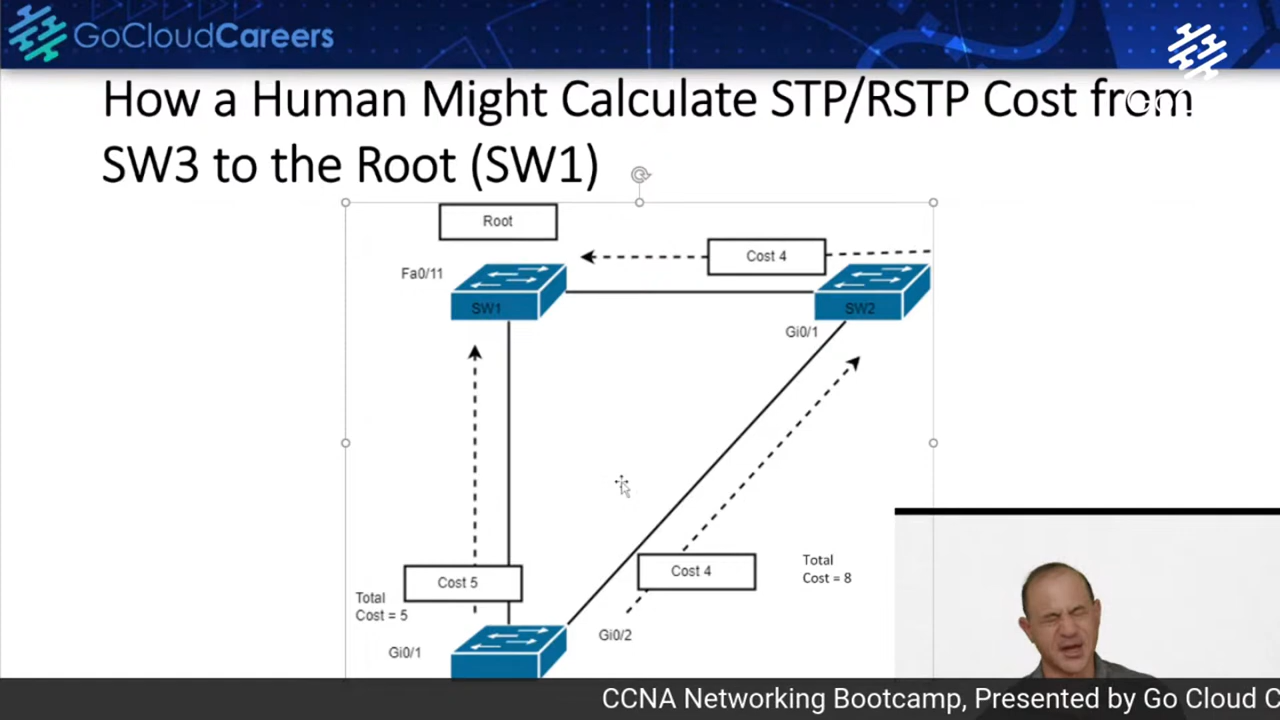 GoCloudCareers
How a Human Might Calculate STP/RSTP Cost from
SW3 to the Root (SW1)
Root
Cost 4
Fa0/11
SW1
SW2
Gi0/1
Cost 5
Cost 4
Total
Cost = 8
Total
Cost = 5
Gi0/2
Gi0/1
CCNA Networking Bootcamp, Presented by Go Cloud C